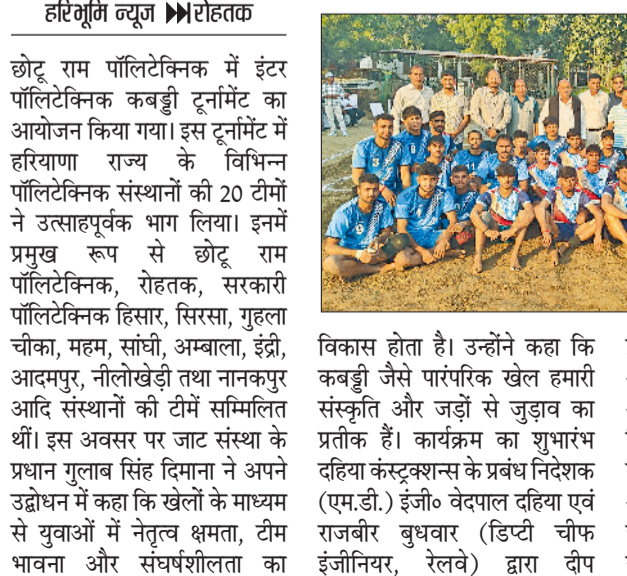 हरिभूमि न्यूज ▶▶ रोहतक
छोटू राम पॉलिटेक्निक में इंटर
पॉलिटेक्निक कबड्डी टूर्नामेंट का
आयोजन किया गया। इस टूर्नामेंट में
हरियाणा राज्य के विभिन्न
पॉलिटेक्निक संस्थानों की 20 टीमों
ने उत्साहपूर्वक भाग लिया। इनमें
प्रमुख रूप से छोटू राम
पॉलिटेक्निक, रोहतक, सरकारी
पॉलिटेक्निक हिसार, सिरसा, गुहला
चीका, महम, सांघी, अम्बाला, इंद्री,
आदमपुर, नीलोखेड़ी तथा नानकपुर
आदि संस्थानों की टीमें सम्मिलित
थीं। इस अवसर पर जाट संस्था के
प्रधान गुलाब सिंह दिमाना ने अपने
उद्बोधन में कहा कि खेलों के माध्यम
से युवाओं में नेतृत्व क्षमता, टीम
भावना और संघर्षशीलता का
विकास होता है। उन्होंने कहा कि
कबड्डी जैसे पारंपरिक खेल हमारी
संस्कृति और जड़ों से जुड़ाव का
प्रतीक हैं। कार्यक्रम का शुभारंभ
दहिया कंस्ट्रक्शन्स के प्रबंध निदेशक
(एम.डी.) इंजी० वेदपाल दहिया एवं
राजबीर बुधवार (डिप्टी चीफ
इंजीनियर, रेलवे) द्वारा दीप